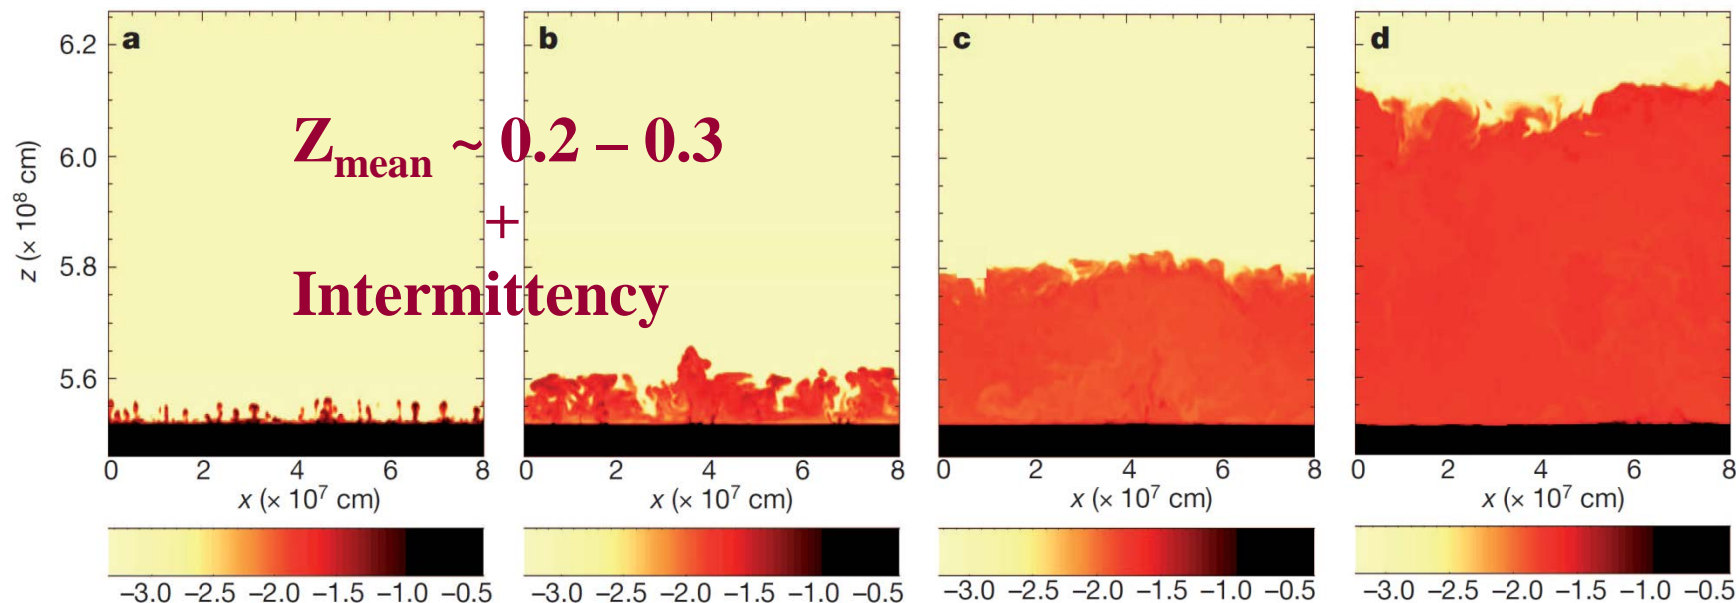 a
b
c
d
6.2
6.0
5.8
5.6
z (× 10⁸ cm)
Z_mean ~ 0.2 – 0.3
+
Intermittency
0 2 4 6 8
0 2 4 6 8
0 2 4 6 8
0 2 4 6 8
x (× 10⁷ cm)
x (× 10⁷ cm)
x (× 10⁷ cm)
x (× 10⁷ cm)
−3.0 −2.5 −2.0 −1.5 −1.0 −0.5
−3.0 −2.5 −2.0 −1.5 −1.0 −0.5
−3.0 −2.5 −2.0 −1.5 −1.0 −0.5
−3.0 −2.5 −2.0 −1.5 −1.0 −0.5